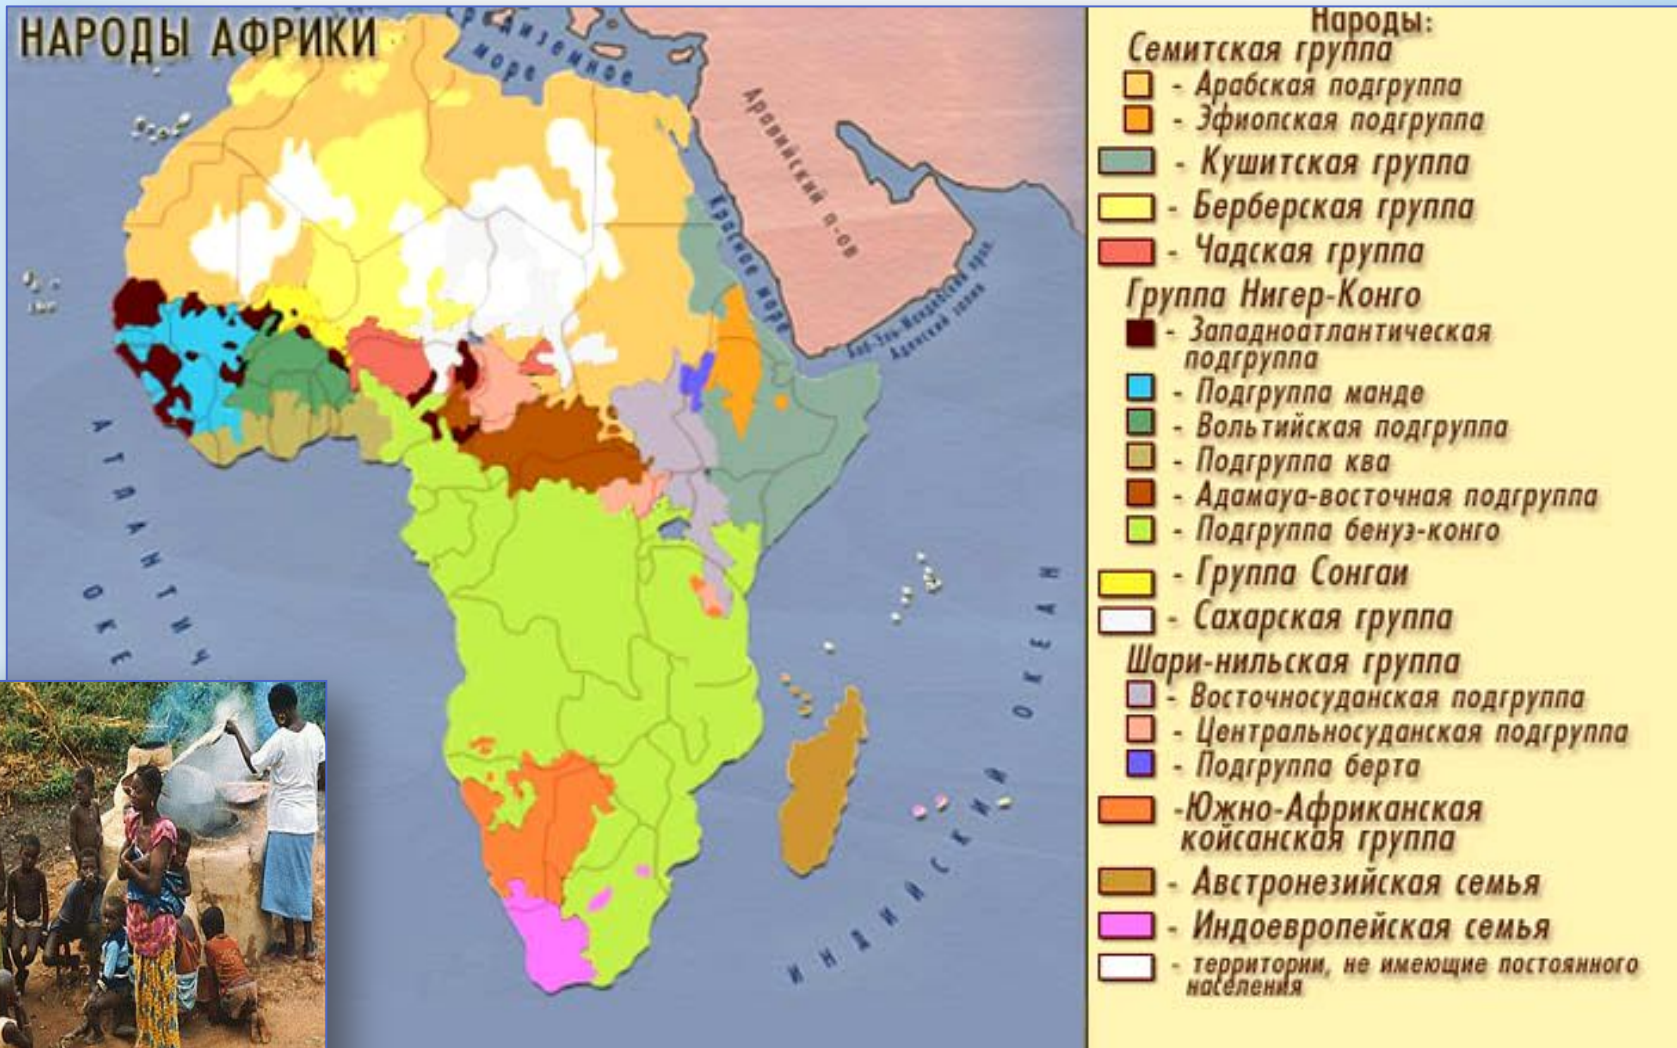 НАРОДЫ АФРИКИ
Средиземное
море
Аравийский п-ов
Красное море
Баб-Эль-Мандебский прол.
Аденский залив
АТЛАНТИЧ
ОКЕ
ИНДИЙСКИЙ
ОКЕАН
Народы:
Семитская группа
- Арабская подгруппа
- Эфиопская подгруппа
- Кушитская группа
- Берберская группа
- Чадская группа
Группа Нигер-Конго
- Западноатлантическая
подгруппа
- Подгруппа манде
- Вольтийская подгруппа
- Подгруппа ква
- Адамауа-восточная подгруппа
- Подгруппа бенуэ-конго
- Группа Сонгаи
- Сахарская группа
Шари-нильская группа
- Восточносуданская подгруппа
- Центральносуданская подгруппа
- Подгруппа берта
-Южно-Африканская
койсанская группа
- Австронезийская семья
- Индоевропейская семья
- территории, не имеющие постоянного
населения